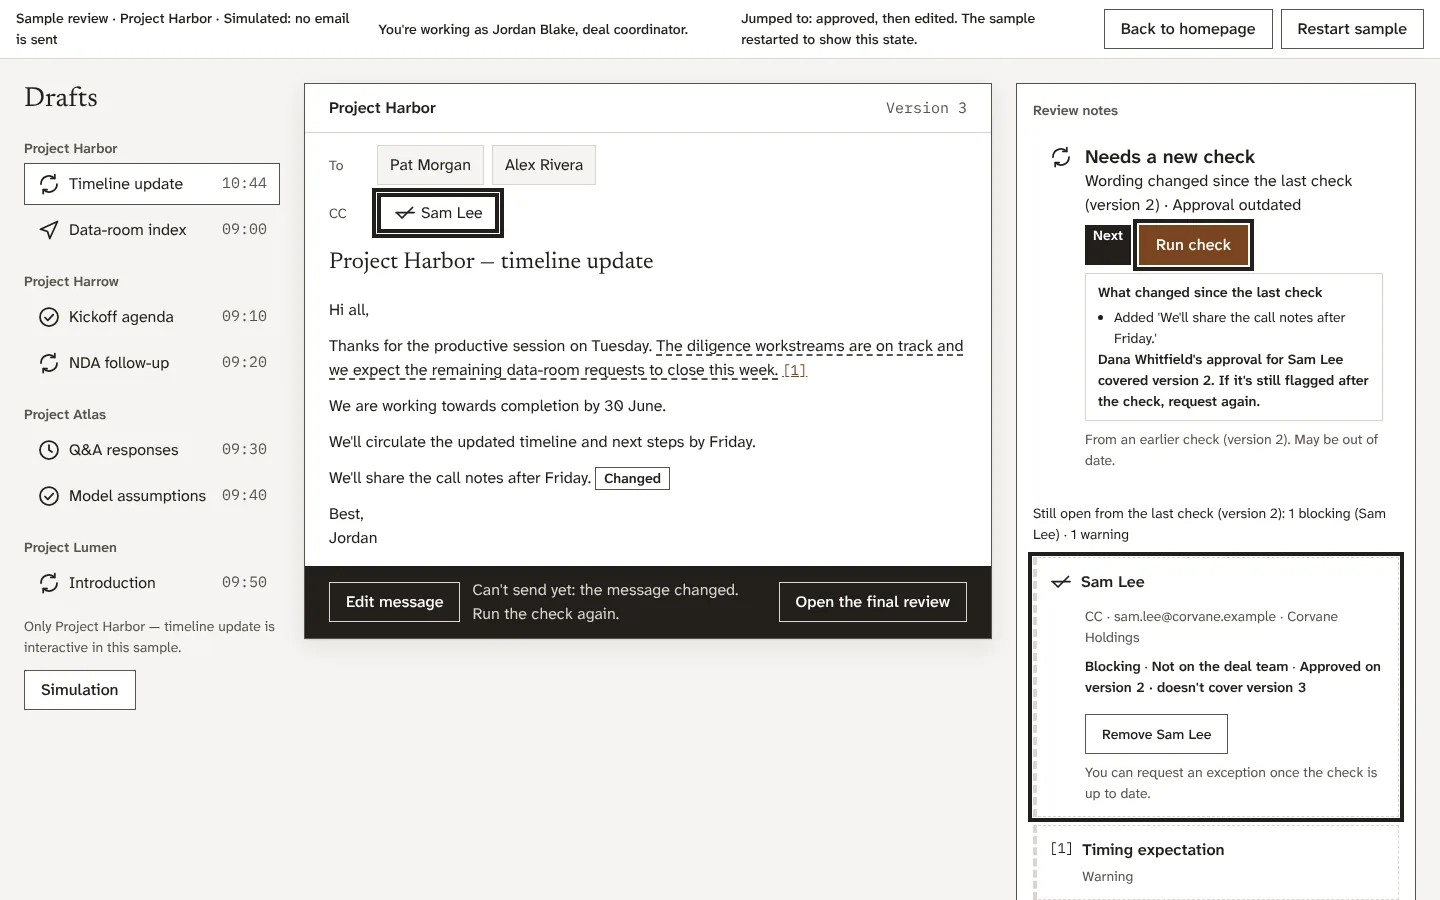 Sample review · Project Harbor · Simulated: no email
is sent
You're working as Jordan Blake, deal coordinator.
Jumped to: approved, then edited. The sample
restarted to show this state.
Back to homepage
Restart sample
Drafts
Project Harbor
Timeline update 10:44
Data-room index 09:00
Project Harrow
Kickoff agenda 09:10
NDA follow-up 09:20
Project Atlas
Q&A responses 09:30
Model assumptions 09:40
Project Lumen
Introduction 09:50
Only Project Harbor — timeline update is
interactive in this sample.
Simulation
Project Harbor Version 3
To Pat Morgan Alex Rivera
CC Sam Lee
Project Harbor — timeline update
Hi all,
Thanks for the productive session on Tuesday. The diligence workstreams are on track and
we expect the remaining data-room requests to close this week. [1]
We are working towards completion by 30 June.
We'll circulate the updated timeline and next steps by Friday.
We'll share the call notes after Friday. Changed
Best,
Jordan
Edit message
Can't send yet: the message changed.
Run the check again.
Open the final review
Review notes
Needs a new check
Wording changed since the last check
(version 2) · Approval outdated
Next Run check
What changed since the last check
• Added 'We'll share the call notes after
Friday.'
Dana Whitfield's approval for Sam Lee
covered version 2. If it's still flagged after
the check, request again.
From an earlier check (version 2). May be out of
date.
Still open from the last check (version 2): 1 blocking (Sam
Lee) · 1 warning
Sam Lee
CC · sam.lee@corvane.example · Corvane
Holdings
Blocking · Not on the deal team · Approved on
version 2 · doesn't cover version 3
Remove Sam Lee
You can request an exception once the check is
up to date.
[1] Timing expectation
Warning